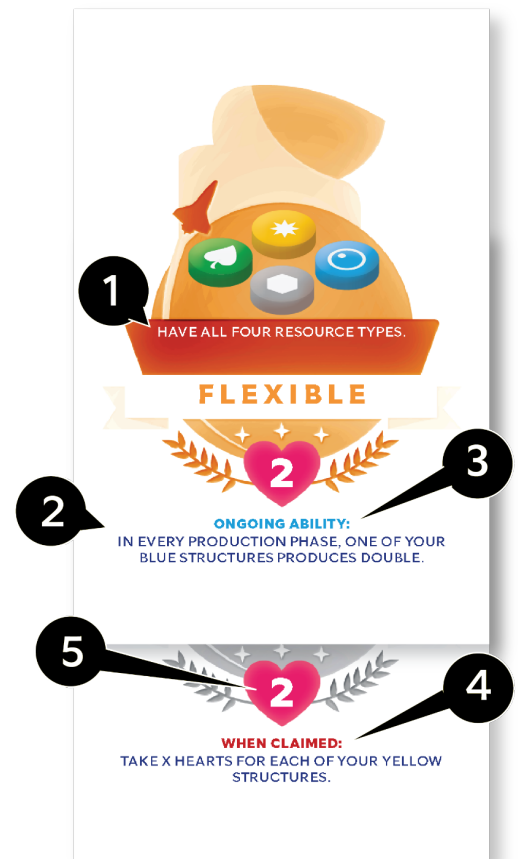 1
HAVE ALL FOUR RESOURCE TYPES.
FLEXIBLE
2
3
2
ONGOING ABILITY:
IN EVERY PRODUCTION PHASE, ONE OF YOUR
BLUE STRUCTURES PRODUCES DOUBLE.
5
2
4
WHEN CLAIMED:
TAKE X HEARTS FOR EACH OF YOUR YELLOW
STRUCTURES.